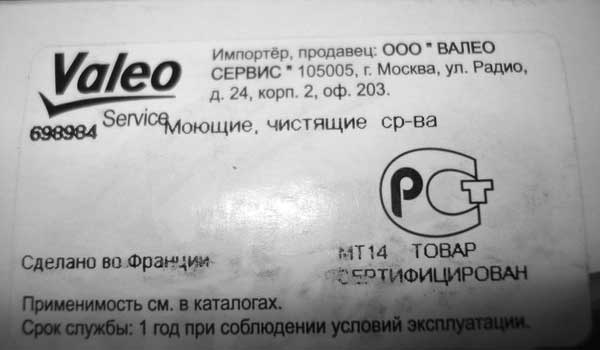 Valeo
Service
698984
Импортёр, продавец: ООО " ВАЛЕО
СЕРВИС " 105005, г. Москва, ул. Радио,
д. 24, корп. 2, оф. 203.
Моющие, чистящие ср-ва
РСТ
Сделано во Франции
МТ14 ТОВАР
СЕРТИФИЦИРОВАН
Применимость см. в каталогах.
Срок службы: 1 год при соблюдении условий эксплуатации.